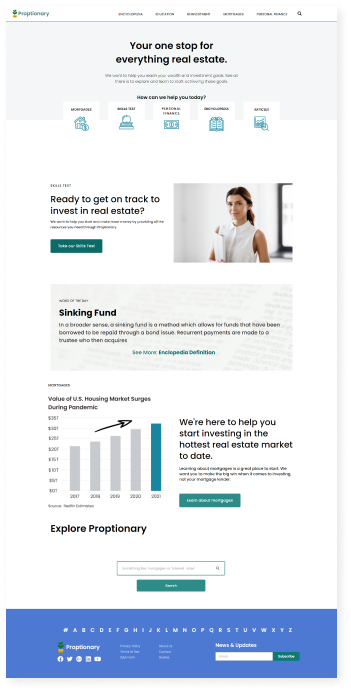 Proptionary
ENCYCLOPEDIA EDUCATION REINVESTMENT MORTGAGES PERSONAL FINANCE
Your one stop for
everything real estate.
We want to help you reach your wealth and investment goals. See all
there is to explore and learn to start achieving these goals.
How can we help you today?
MORTGAGES
SKILLS TEST
PERSONAL
FINANCE
ENCYCLOPEDIA
ARTICLES
SKILLS TEST
Ready to get on track to
invest in real estate?
We want to help you start and make more money by providing all the
resources you need through Proptionary.
Take our Skills Test
WORD OF THE DAY
Sinking Fund
In a broader sense, a sinking fund is a method which allows for funds that have been
borrowed to be repaid through a bond issue. Recurrent payments are made to a
trustee who then acquires
See More: Enclopedia Definition
MORTGAGES
Value of U.S. Housing Market Surges
During Pandemic
$35T
$30T
$25T
$20T
$15T
$10T
$5T
$0T
2017 2018 2019 2020 2021
Source: Redfin Estimates
We're here to help you
start investing in the
hottest real estate market
to date.
Learning about mortgages is a great place to start. We
want you to make the big win when it comes to investing,
not your mortgage lender.
Learn about mortgages
Explore Proptionary
Search
# A B C D E F G H I J K L M N O P Q R S T U V W X Y Z
Proptionary
Privacy Policy
Terms of Use
About Us
Contact
News & Updates
Subscribe